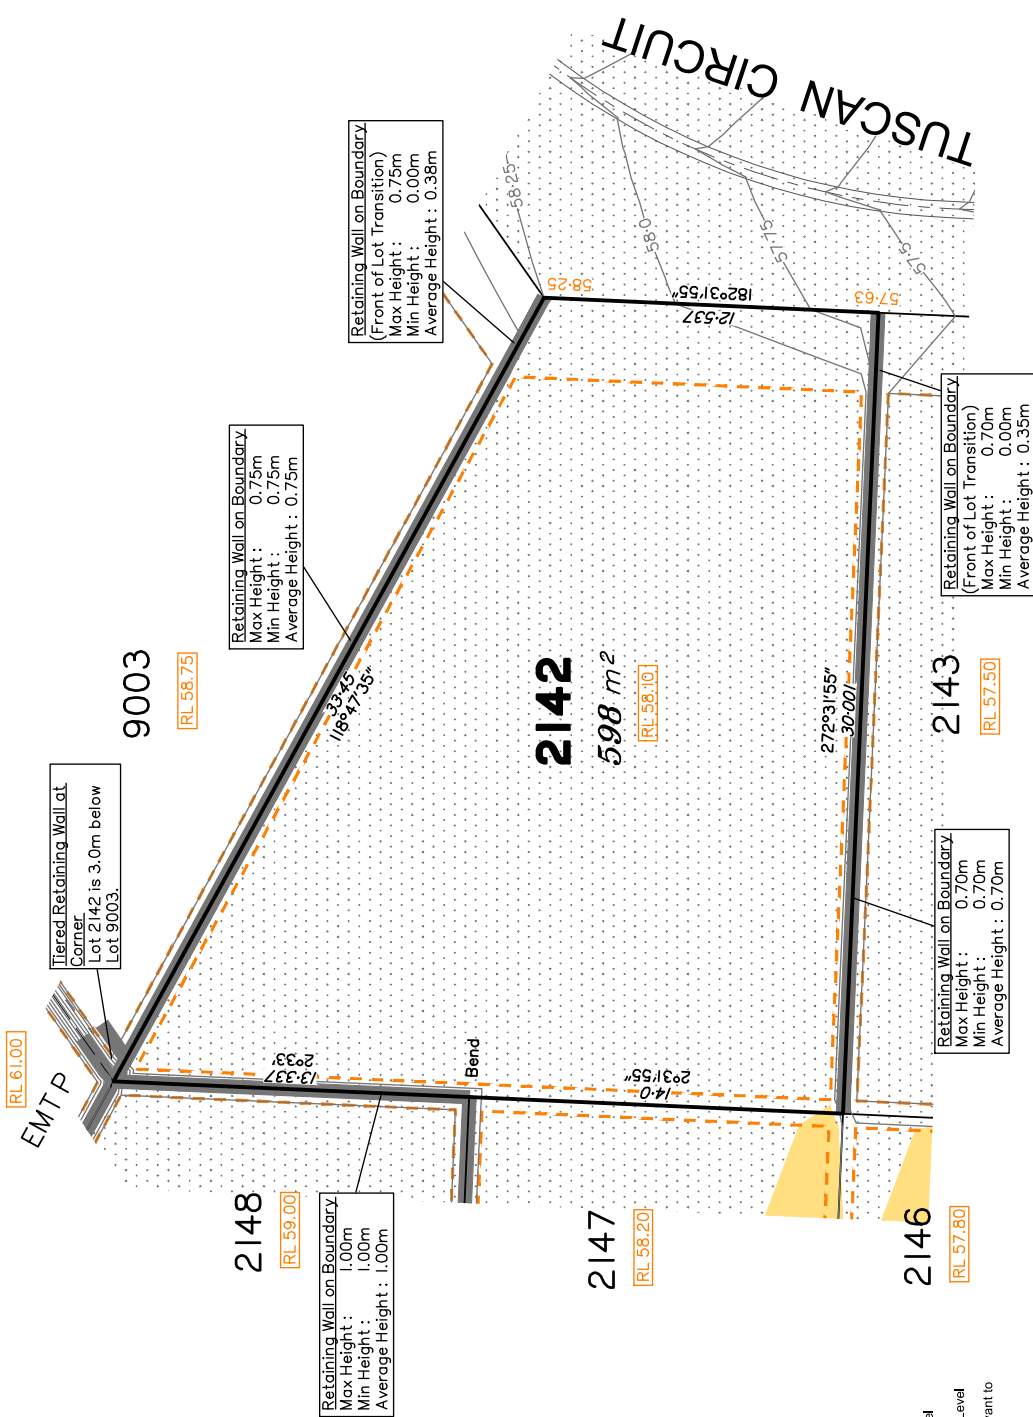 TUSCAN CIRCUIT
Retaining Wall on Boundary
(Front of Lot Transition)
Max Height : 0.75m
Min Height : 0.00m
Average Height : 0.38m
58·25
58·0
57·75
57·5
58·25
57·63
182°31'55"
12·537
Retaining Wall on Boundary
Max Height : 0.75m
Min Height : 0.75m
Average Height : 0.75m
9003
RL 58.75
33·45
118°47'35"
2142
598 m²
RL 58.10
272°31'55"
30·001
Retaining Wall on Boundary
(Front of Lot Transition)
Max Height : 0.70m
Min Height : 0.00m
Average Height : 0.35m
2143
RL 57.50
Tiered Retaining Wall at
Corner
Lot 2142 is 3.0m below
Lot 9003.
Retaining Wall on Boundary
Max Height : 0.70m
Min Height : 0.70m
Average Height : 0.70m
RL 61.00
EMTP
13·337
2°33'
Bend
14·0
2°31'55"
2148
RL 59.00
2147
RL 58.20
2146
RL 57.80
Retaining Wall on Boundary
Max Height : 1.00m
Min Height : 1.00m
Average Height : 1.00m
el
Level
vant to